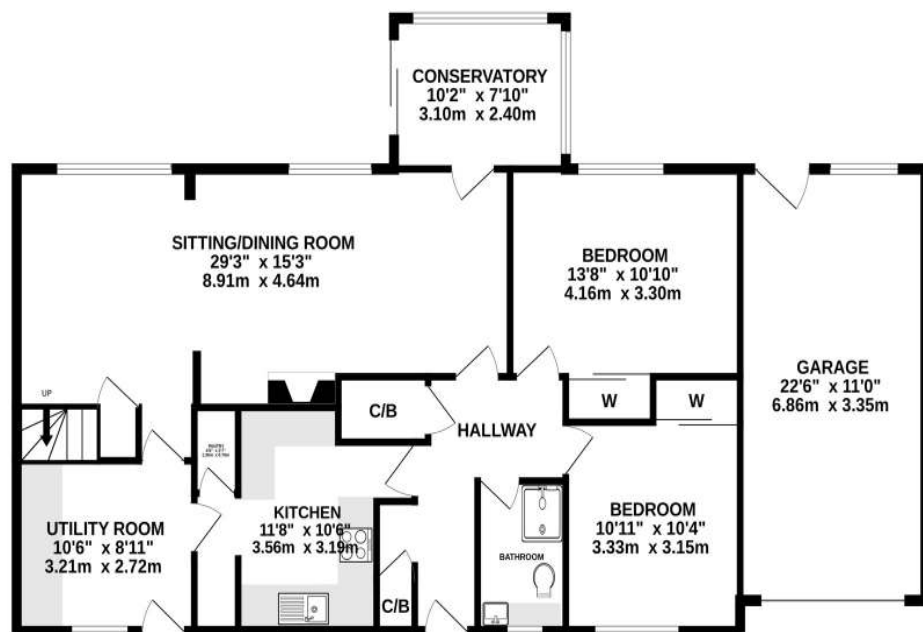 CONSERVATORY
10'2" x 7'10"
3.10m x 2.40m
SITTING/DINING ROOM
29'3" x 15'3"
8.91m x 4.64m
BEDROOM
13'8" x 10'10"
4.16m x 3.30m
GARAGE
22'6" x 11'0"
6.86m x 3.35m
UP
C/B
W
W
HALLWAY
PANTRY
KITCHEN
11'8" x 10'6"
3.56m x 3.19m
UTILITY ROOM
10'6" x 8'11"
3.21m x 2.72m
BEDROOM
10'11" x 10'4"
3.33m x 3.15m
BATHROOM
C/B